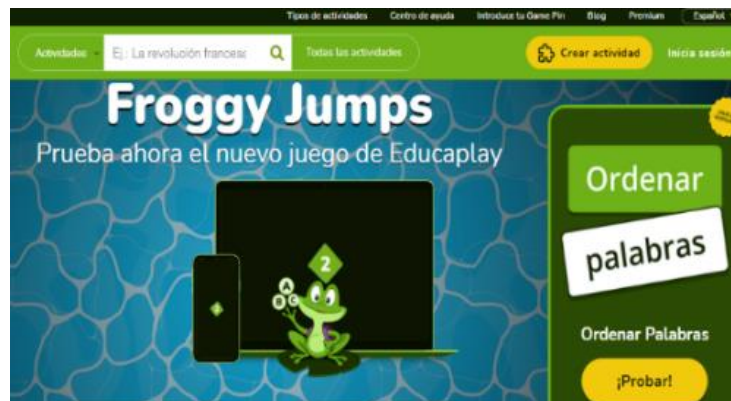 Tipos de actividades Centro de ayuda Introduce tu Game Pin Blog Premium Español
Actividades Ej.: La revolución frances Todas las actividades Crear actividad Inicia sesión
Froggy Jumps
Prueba ahora el nuevo juego de Educaplay
2
A
B C
Ordenar
palabras
Ordenar Palabras
¡Probar!